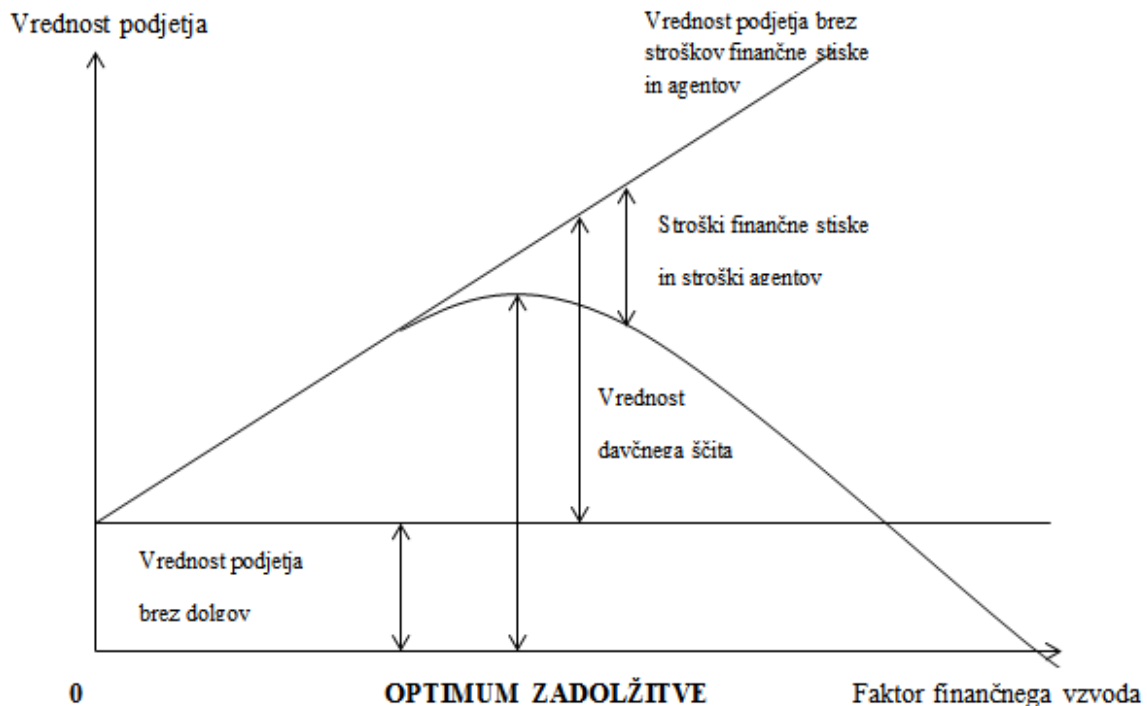 Vrednost podjetja
Vrednost podjetja brez
stroškov finančne stiske
in agentov
Stroški finančne stiske
in stroški agentov
Vrednost
davčnega ščita
Vrednost podjetja
brez dolgov
0
OPTIMUM ZADOLŽITVE
Faktor finančnega vzvoda